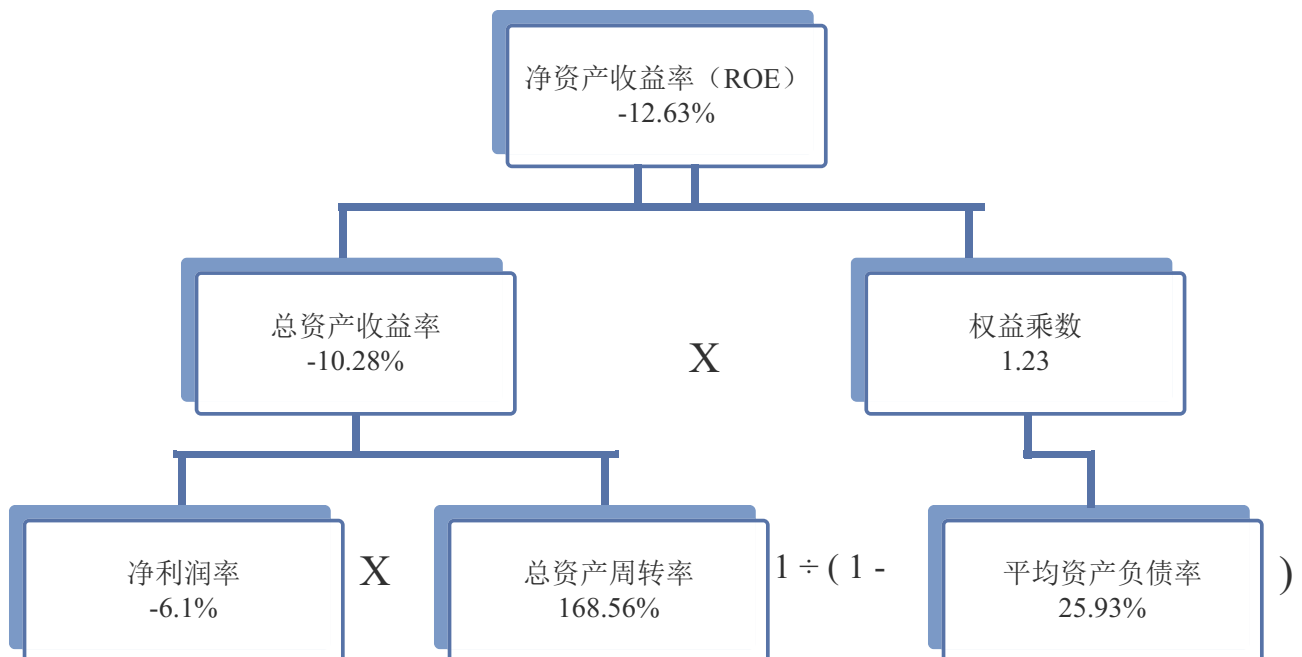 净资产收益率（ROE）
-12.63%
总资产收益率
-10.28%
X
权益乘数
1.23
净利润率
-6.1%
X
总资产周转率
168.56%
1 ÷ ( 1 -
平均资产负债率
25.93%
)